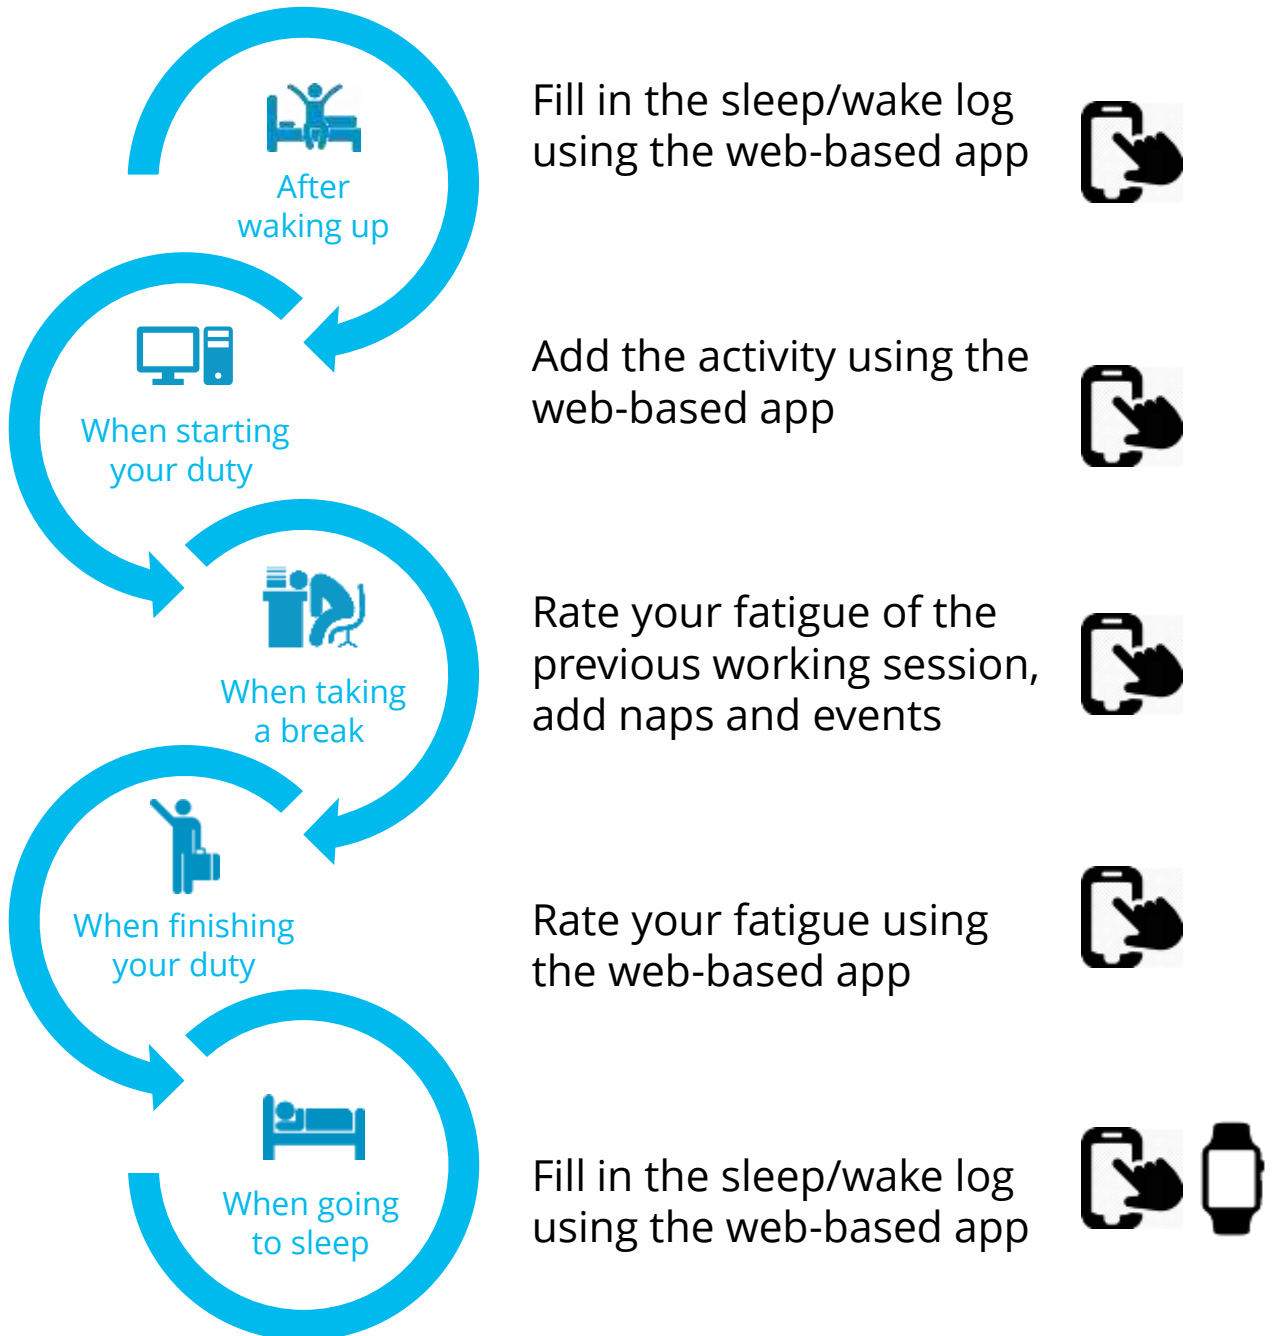 After
waking up
Fill in the sleep/wake log
using the web-based app
When starting
your duty
Add the activity using the
web-based app
When taking
a break
Rate your fatigue of the
previous working session,
add naps and events
When finishing
your duty
Rate your fatigue using
the web-based app
When going
to sleep
Fill in the sleep/wake log
using the web-based app